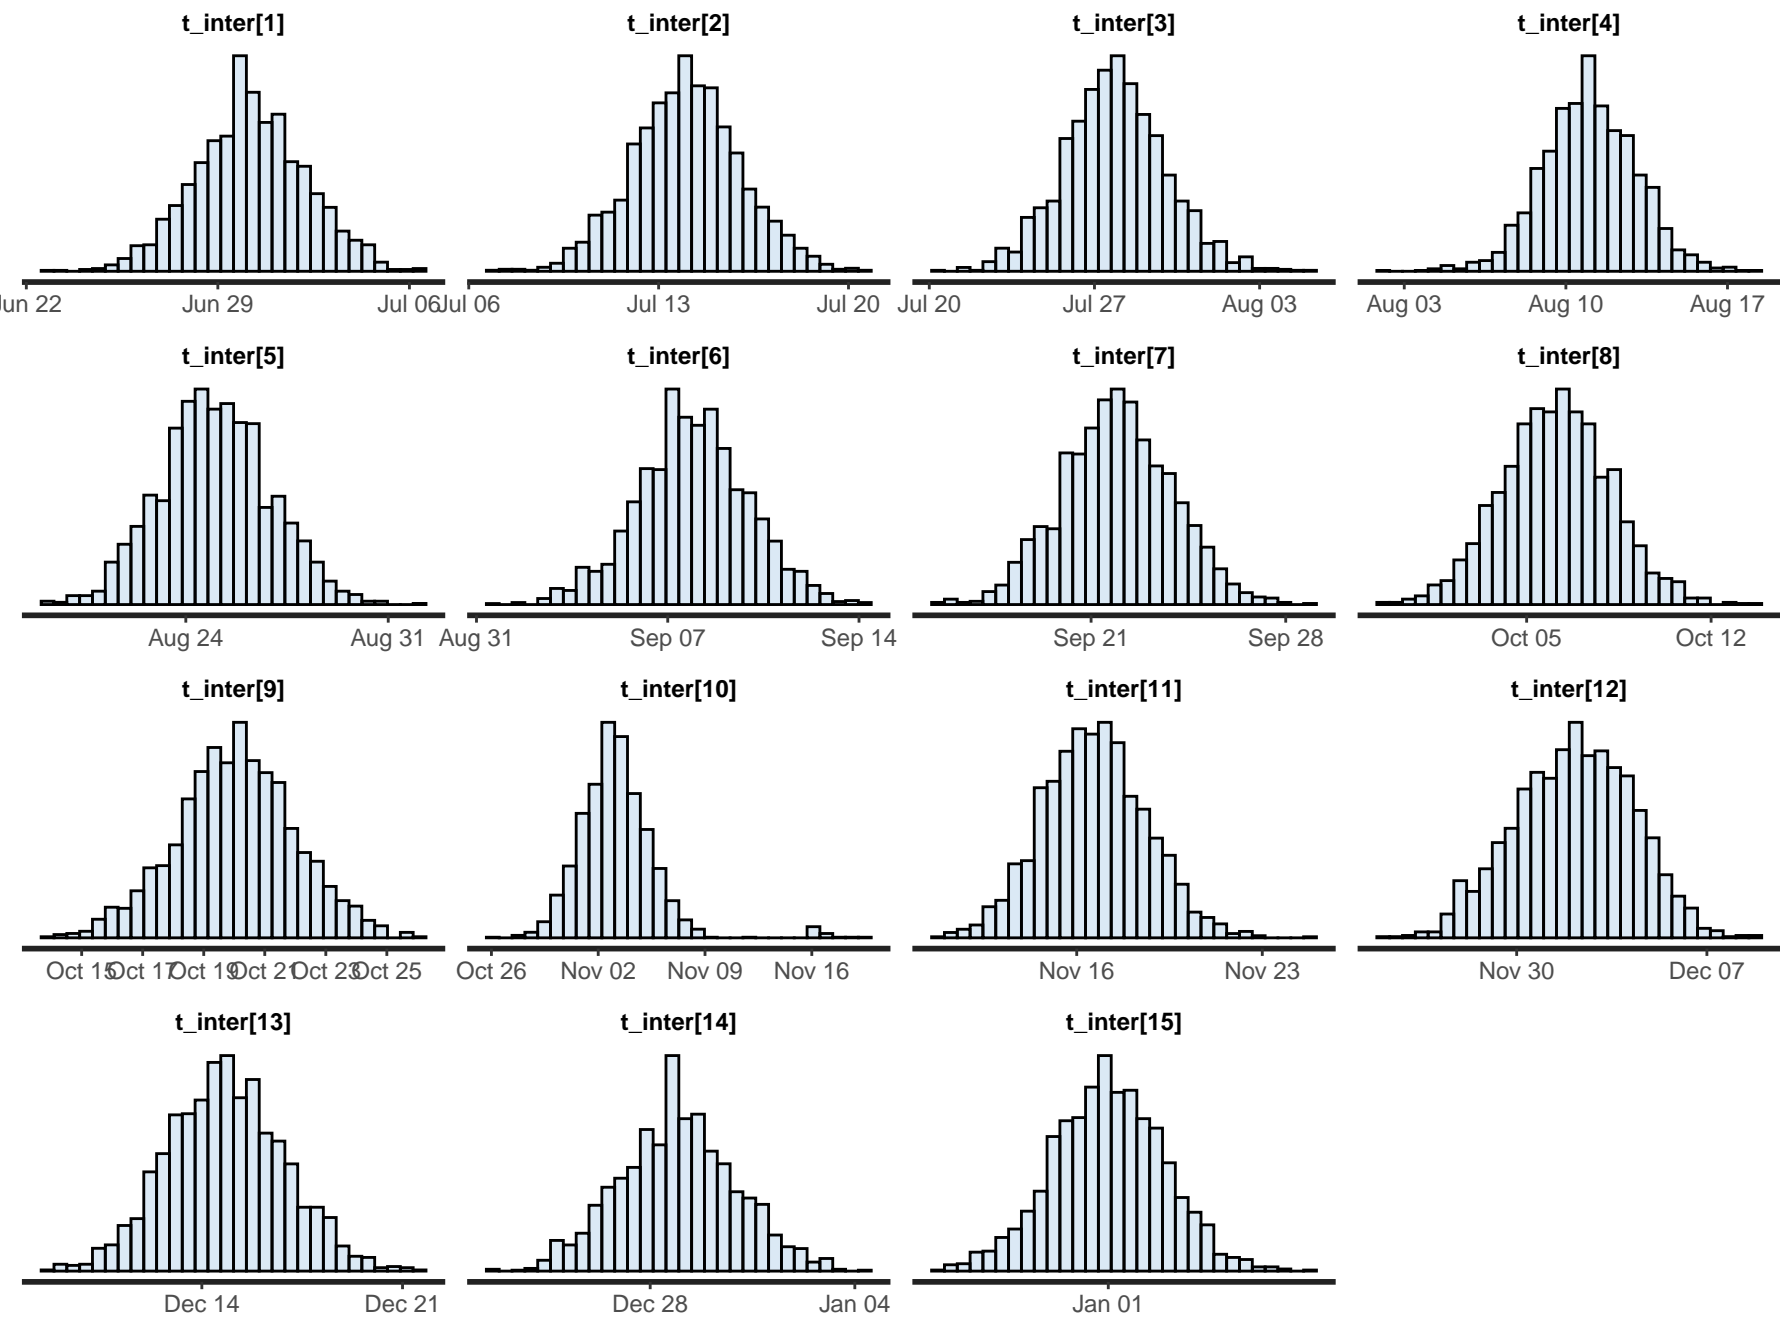 t_inter[1] t_inter[2] t_inter[3] t_inter[4]
Jun 22 Jun 29 Jul 06 Jul 06 Jul 13 Jul 20 Jul 20 Jul 27 Aug 03 Aug 03 Aug 10 Aug 17
t_inter[5] t_inter[6] t_inter[7] t_inter[8]
Aug 24 Aug 31 Aug 31 Sep 07 Sep 14 Sep 21 Sep 28 Oct 05 Oct 12
t_inter[9] t_inter[10] t_inter[11] t_inter[12]
Oct 15 Oct 17 Oct 19 Oct 21 Oct 23 Oct 25 Oct 26 Nov 02 Nov 09 Nov 16 Nov 16 Nov 23 Nov 30 Dec 07
t_inter[13] t_inter[14] t_inter[15]
Dec 14 Dec 21 Dec 28 Jan 04 Jan 01